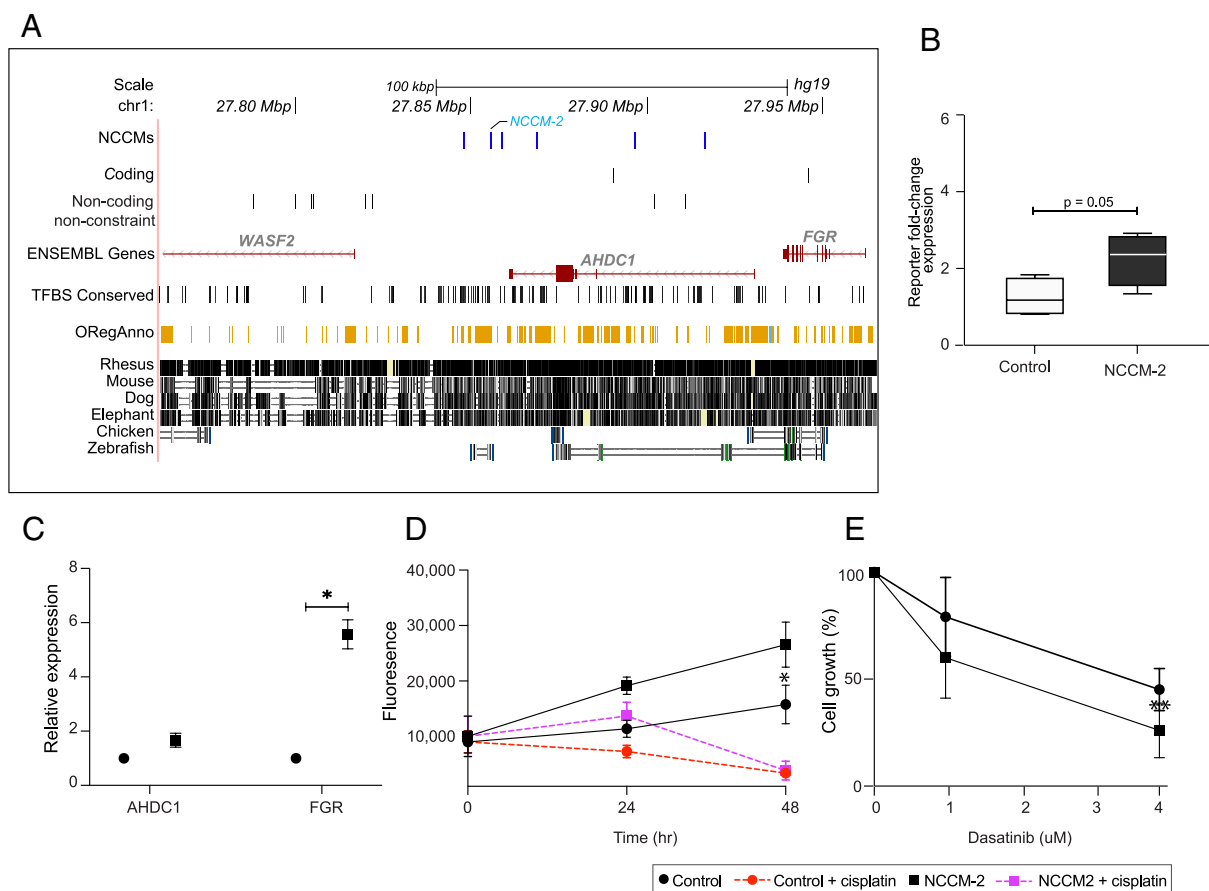 A
Scale
100 kbp
hg19
chr1:
27.80 Mbp
27.85 Mbp
27.90 Mbp
27.95 Mbp
NCCM-2
NCCMs
Coding
Non-coding
non-constraint
WASF2
FGR
ENSEMBL Genes
AHDC1
TFBS Conserved
ORegAnno
Rhesus
Mouse
Dog
Elephant
Chicken
Zebrafish
B
Reporter fold-change
exppression
6
4
2
0
p = 0.05
Control
NCCM-2
C
Relative exppression
8
6
4
2
0
*
AHDC1
FGR
D
Fluoresence
40,000
30,000
20,000
10,000
*
0
24
48
Time (hr)
E
Cell growth (%)
100
50
0
**
0
1
2
3
4
Dasatinib (uM)
Control
Control + cisplatin
NCCM-2
NCCM2 + cisplatin